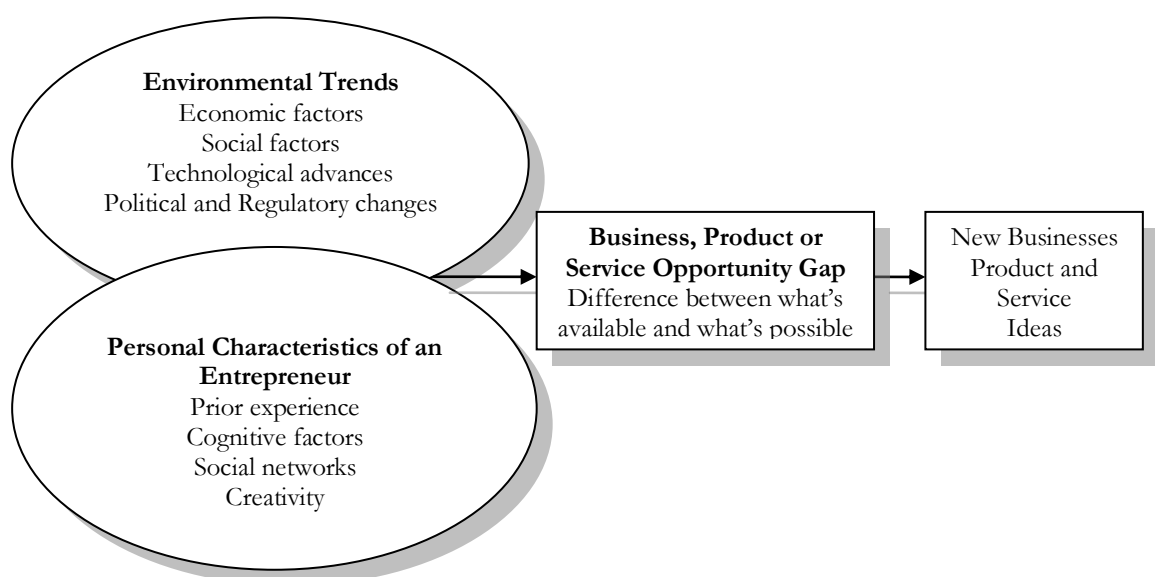 Environmental Trends
Economic factors
Social factors
Technological advances
Political and Regulatory changes
Personal Characteristics of an
Entrepreneur
Prior experience
Cognitive factors
Social networks
Creativity
Business, Product or
Service Opportunity Gap
Difference between what’s
available and what’s possible
New Businesses
Product and
Service
Ideas